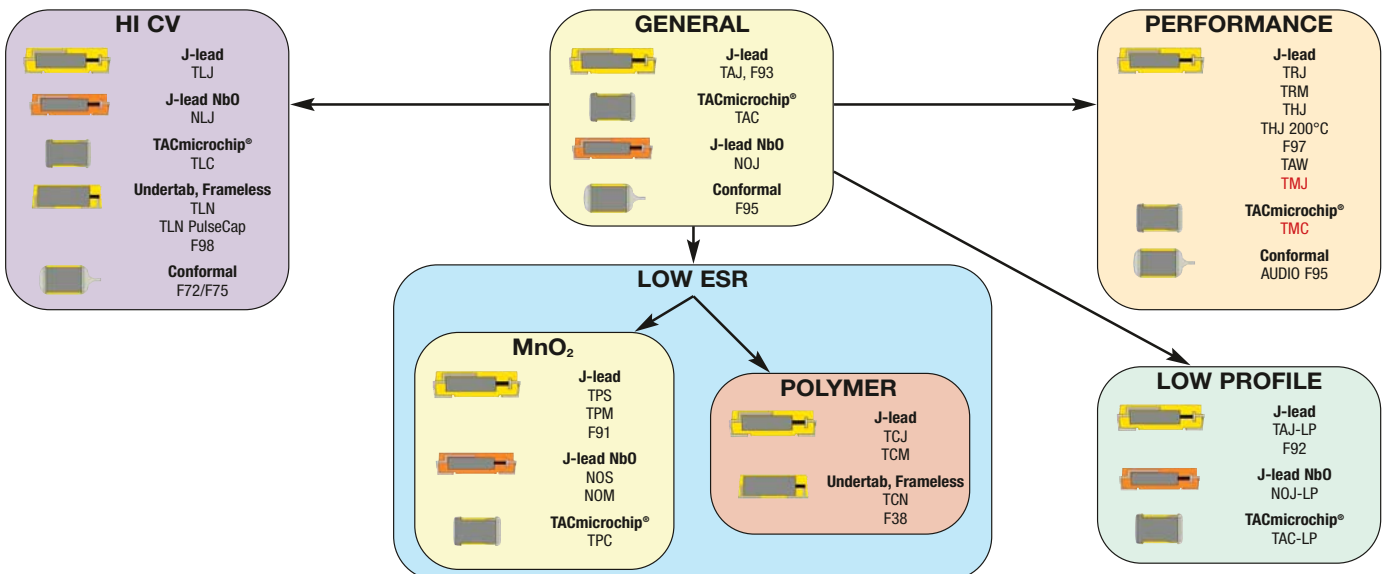 HI CV
J-lead
TLJ
J-lead NbO
NLJ
TACmicrochip®
TLC
Undertab, Frameless
TLN
TLN PulseCap
F98
Conformal
F72/F75
GENERAL
J-lead
TAJ, F93
TACmicrochip®
TAC
J-lead NbO
NOJ
Conformal
F95
PERFORMANCE
J-lead
TRJ
TRM
THJ
THJ 200°C
F97
TAW
TMJ
TACmicrochip®
TMC
Conformal
AUDIO F95
LOW ESR
MnO₂
J-lead
TPS
TPM
F91
J-lead NbO
NOS
NOM
TACmicrochip®
TPC
POLYMER
J-lead
TCJ
TCM
Undertab, Frameless
TCN
F38
LOW PROFILE
J-lead
TAJ-LP
F92
J-lead NbO
NOJ-LP
TACmicrochip®
TAC-LP